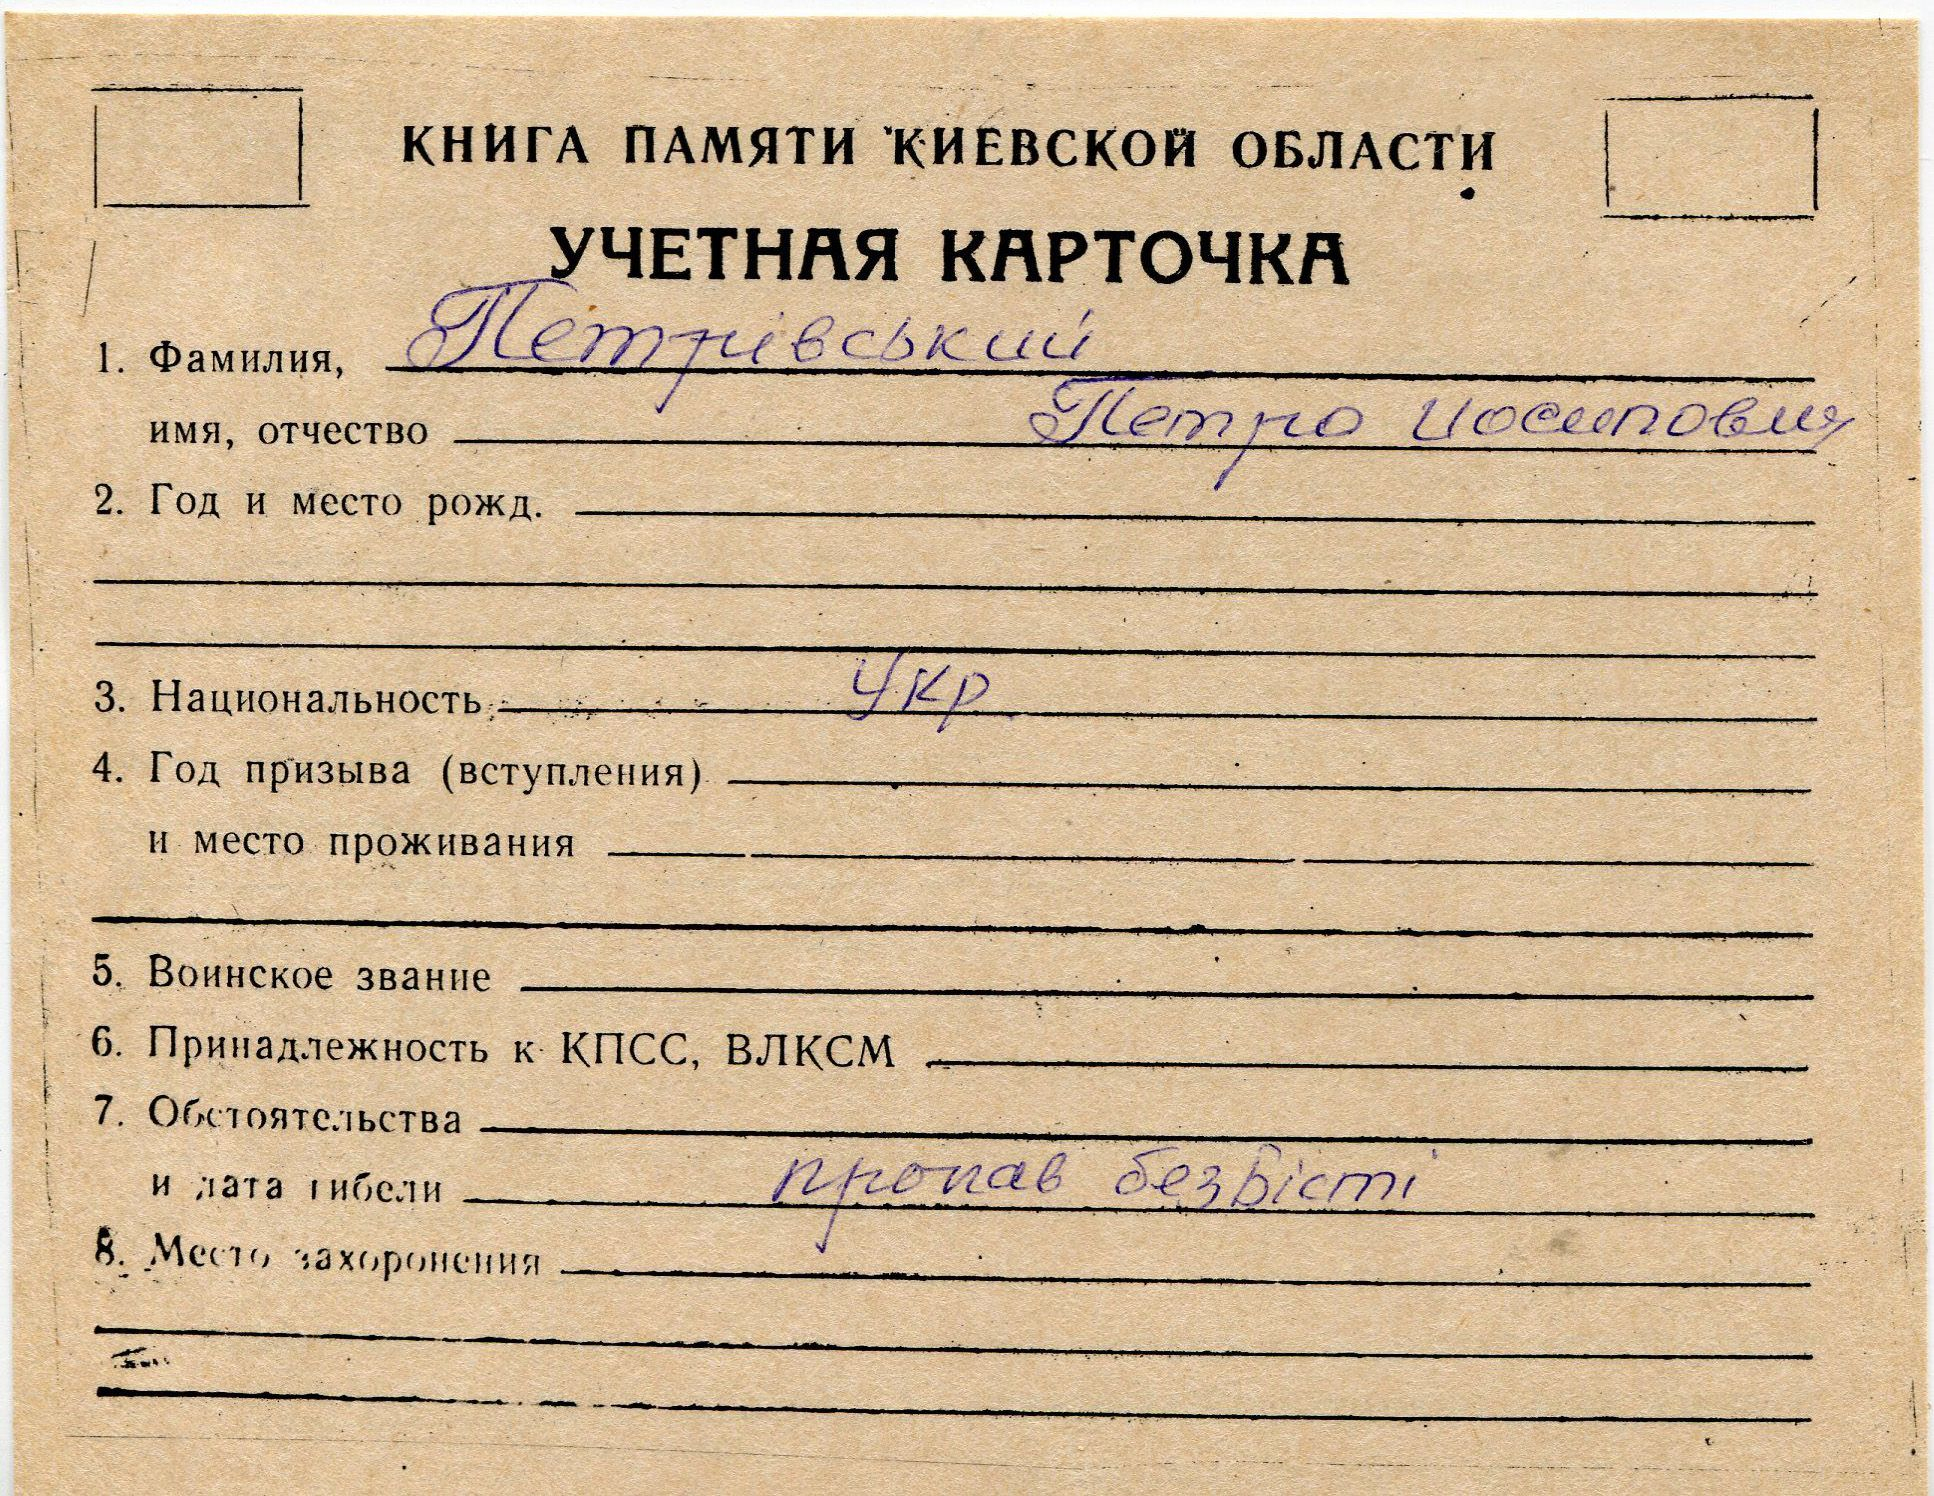 КНИГА ПАМЯТИ КИЕВСКОЙ ОБЛАСТИ
УЧЕТНАЯ КАРТОЧКА
1. Фамилия, Петрівський
имя, отчество Петро иосипович
2. Год и место рожд.
3. Национальность Укр.
4. Год призыва (вступления)
и место проживания
5. Воинское звание
6. Принадлежность к КПСС, ВЛКСМ
7. Обстоятельства
и дата гибели пропав безвісті
8. Место захоронения